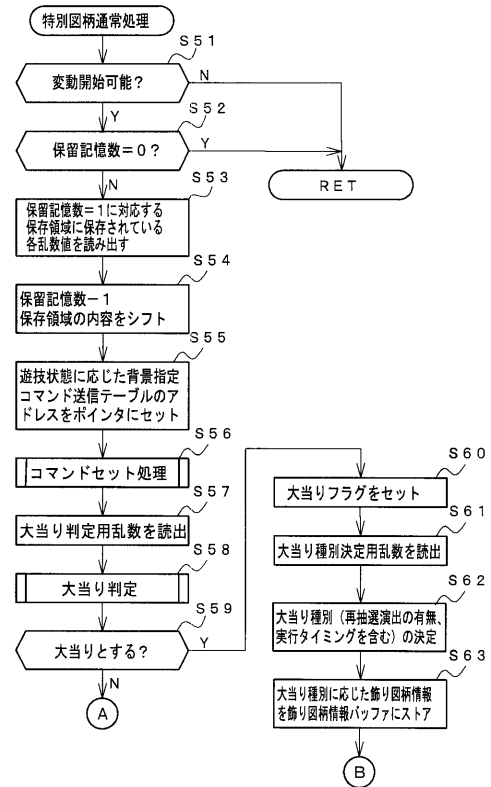 特別図柄通常処理
S51
変動開始可能?
N
Y
S52
保留記憶数=0?
Y
N
RET
S53
保留記憶数=1に対応する
保存領域に保存されている
各乱数値を読み出す
S54
保留記憶数-1
保存領域の内容をシフト
S55
遊技状態に応じた背景指定
コマンド送信テーブルのア
ドレスをポインタにセット
S56
コマンドセット処理
S57
大当り判定用乱数を読出
S58
大当り判定
S59
大当りとする?
Y
N
A
S60
大当りフラグをセット
S61
大当り種別決定用乱数を読出
S62
大当り種別(再抽選演出の有無、
実行タイミングを含む)の決定
S63
大当り種別に応じた飾り図柄情報
を飾り図柄情報バッファにストア
B